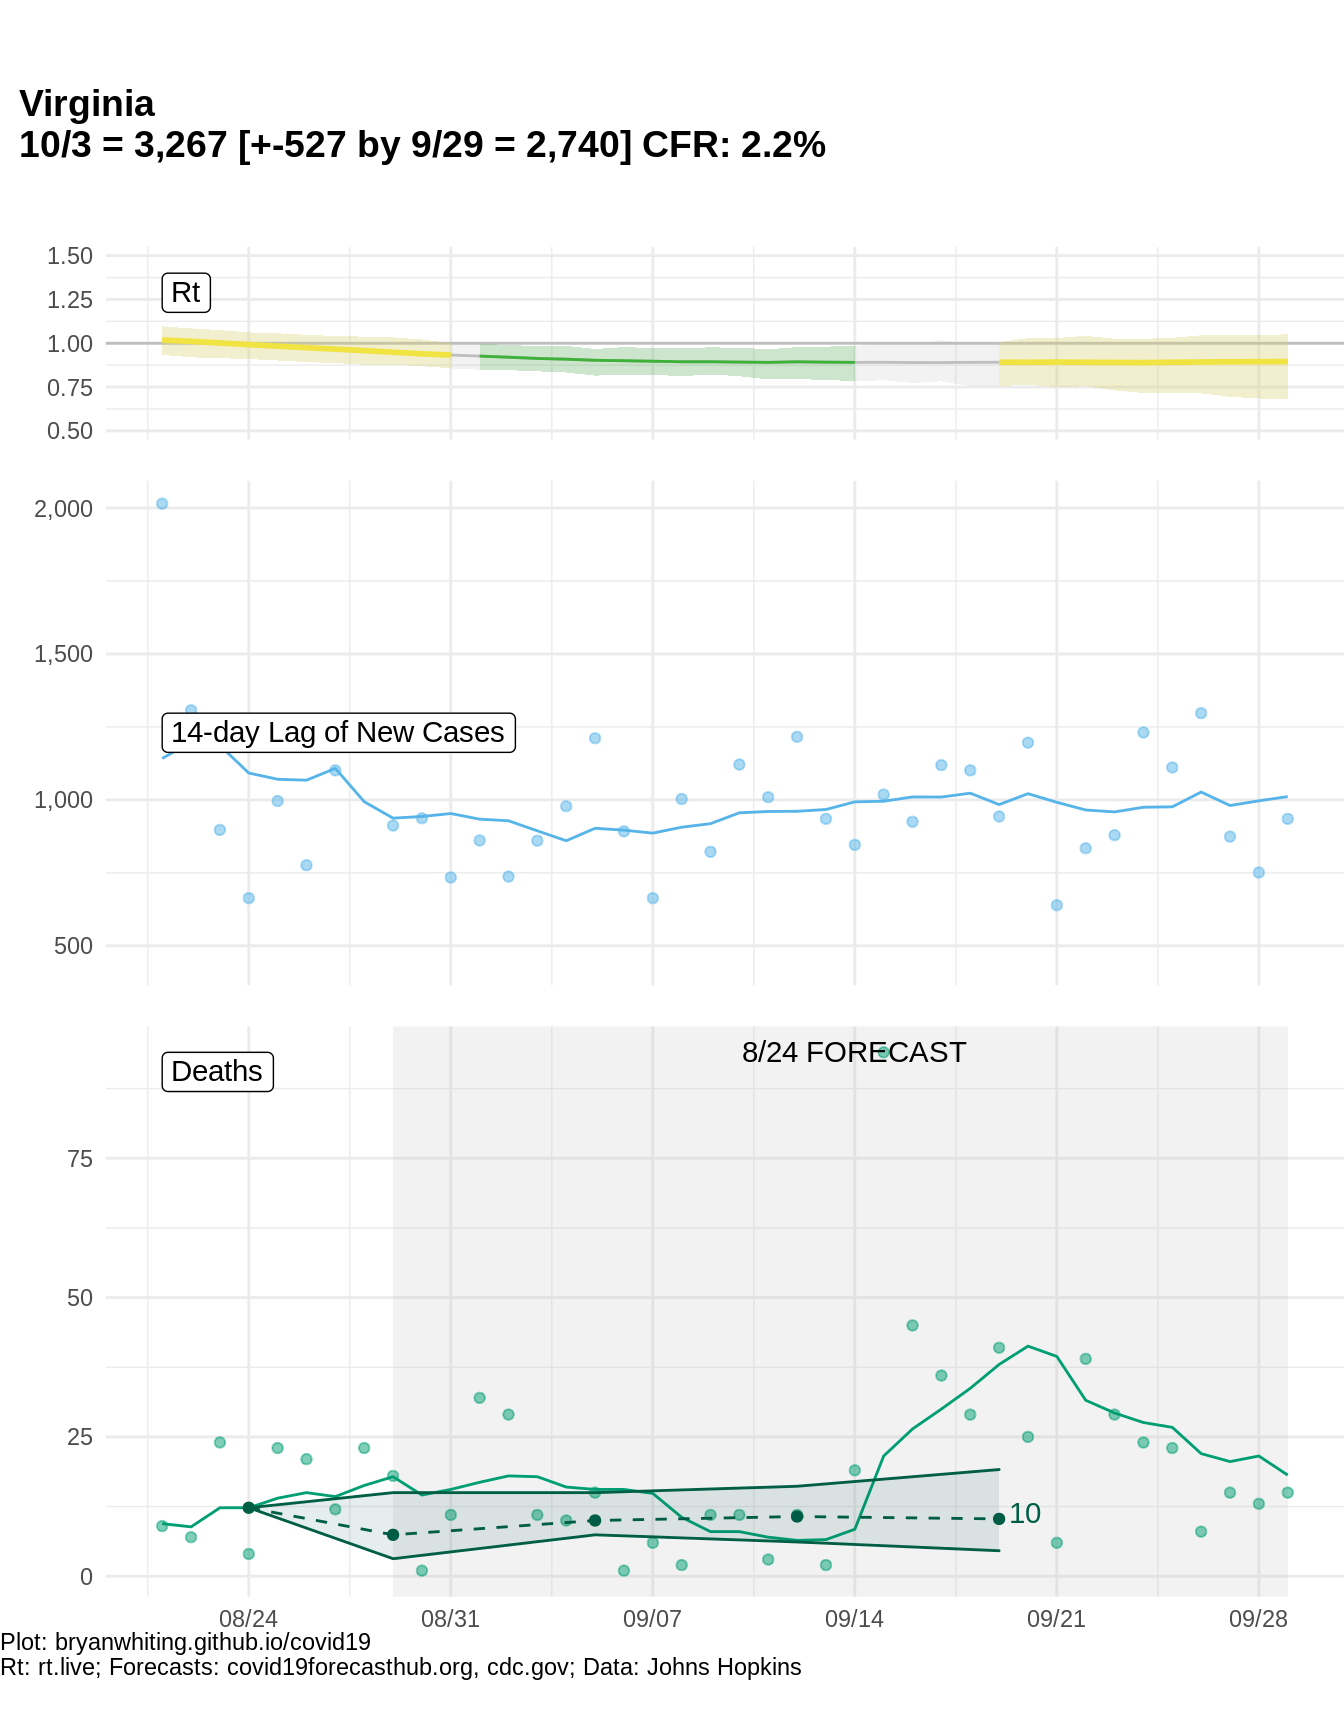 Virginia
10/3 = 3,267 [+-527 by 9/29 = 2,740] CFR: 2.2%
1.50
Rt
1.25
1.00
0.75
0.50
2,000
1,500
14-day Lag of New Cases
1,000
500
8/24 FORECAST
Deaths
75
50
25
10
0
08/24 08/31 09/07 09/14 09/21 09/28
Plot: bryanwhiting.github.io/covid19
Rt: rt.live; Forecasts: covid19forecasthub.org, cdc.gov; Data: Johns Hopkins